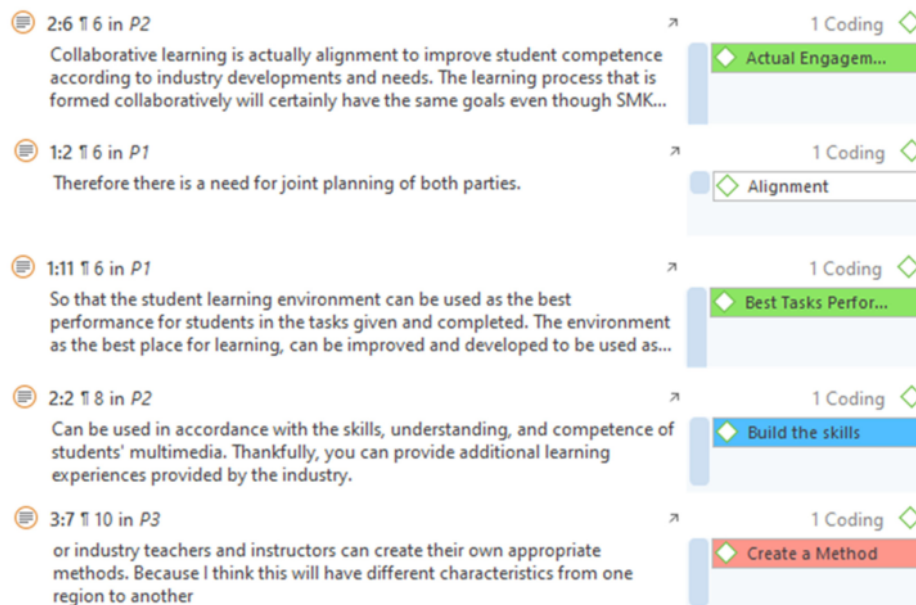 2:6 ¶ 6 in P2
1 Coding
Collaborative learning is actually alignment to improve student competence
according to industry developments and needs. The learning process that is
formed collaboratively will certainly have the same goals even though SMK...
Actual Engagem...
1:2 ¶ 6 in P1
1 Coding
Therefore there is a need for joint planning of both parties.
Alignment
1:11 ¶ 6 in P1
1 Coding
So that the student learning environment can be used as the best
performance for students in the tasks given and completed. The environment
as the best place for learning, can be improved and developed to be used as...
Best Tasks Perfor...
2:2 ¶ 8 in P2
1 Coding
Can be used in accordance with the skills, understanding, and competence of
students' multimedia. Thankfully, you can provide additional learning
experiences provided by the industry.
Build the skills
3:7 ¶ 10 in P3
1 Coding
or industry teachers and instructors can create their own appropriate
methods. Because I think this will have different characteristics from one
region to another
Create a Method